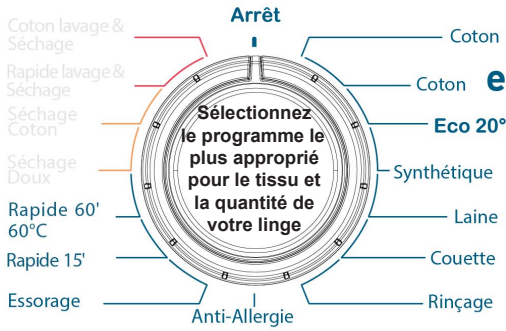 Arrêt
Coton lavage &
Séchage
Rapide lavage &
Séchage
Séchage
Coton
Séchage
Doux
Rapide 60'
60°C
Rapide 15'
Essorage
Anti-Allergie
Sélectionnez
le programme le
plus approprié
pour le tissu et
la quantité de
votre linge
Coton
Coton e
Eco 20°
Synthétique
Laine
Couette
Rinçage